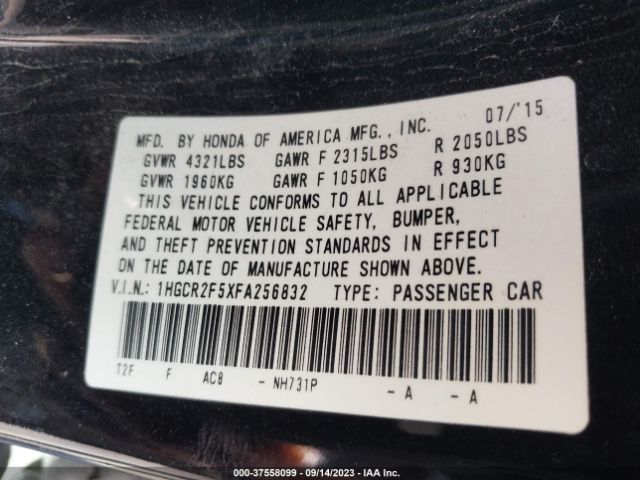 07/'15
MFD. BY HONDA OF AMERICA MFG., INC.
GVWR 4321LBS GAWR F 2315LBS R 2050LBS
GVWR 1960KG GAWR F 1050KG R 930KG
THIS VEHICLE CONFORMS TO ALL APPLICABLE
FEDERAL MOTOR VEHICLE SAFETY, BUMPER,
AND THEFT PREVENTION STANDARDS IN EFFECT
ON THE DATE OF MANUFACTURE SHOWN ABOVE.
V.I.N.: 1HGCR2F5XFA256832 TYPE: PASSENGER CAR
T2F F AC8 - NH731P - A - A
000-37558099 - 09/14/2023 - IAA Inc.